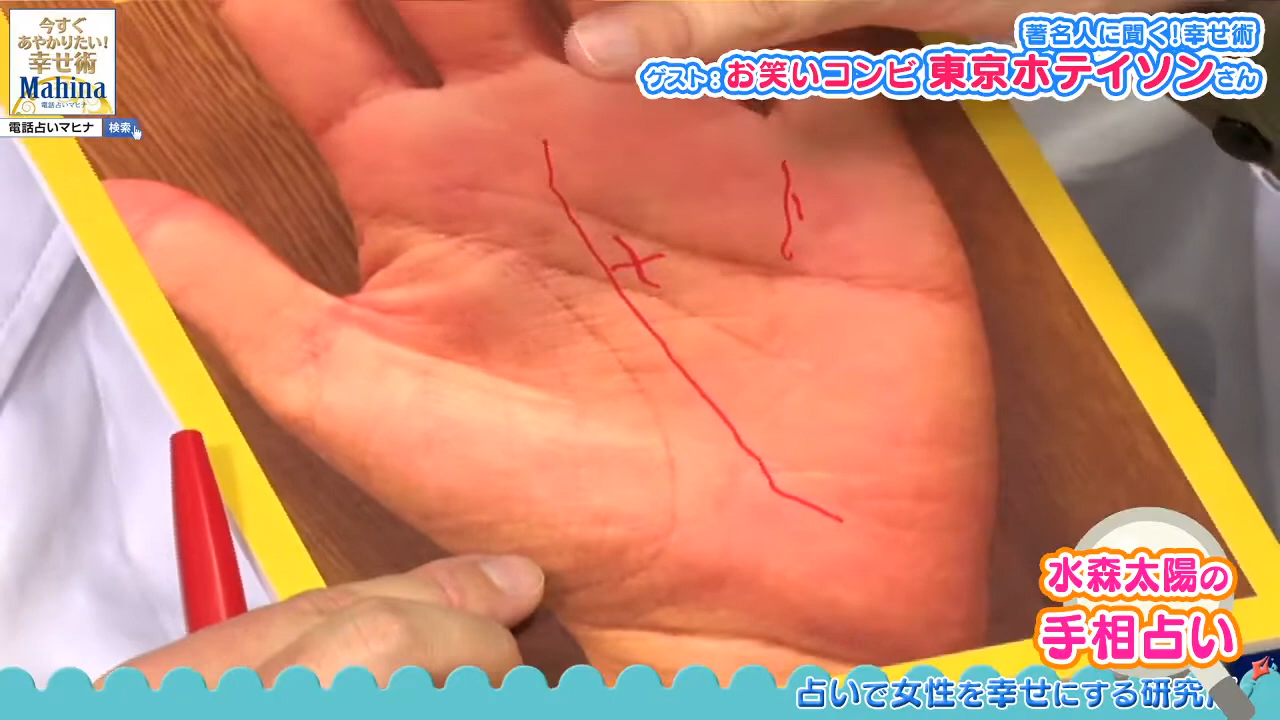 今すぐ
あやかりたい!
幸せ術
Mahina
電話占いマヒナ
電話占いマヒナ 検索
著名人に聞く!幸せ術
ゲスト:お笑いコンビ 東京ホテイソンさん
水森太陽の
手相占い
占いで女性を幸せにする研究